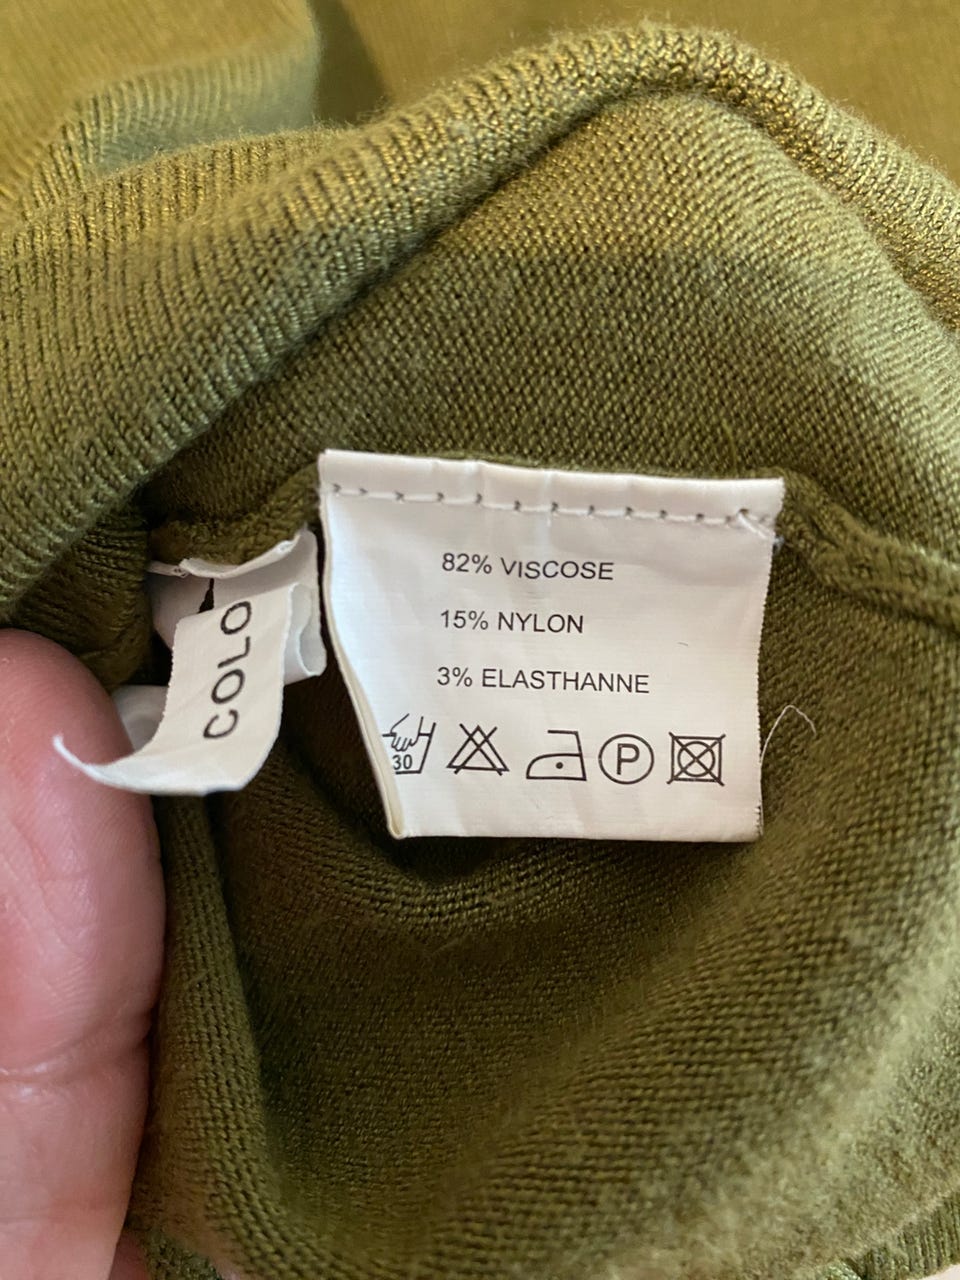 82% VISCOSE
15% NYLON
3% ELASTHANNE
30 P
COLO